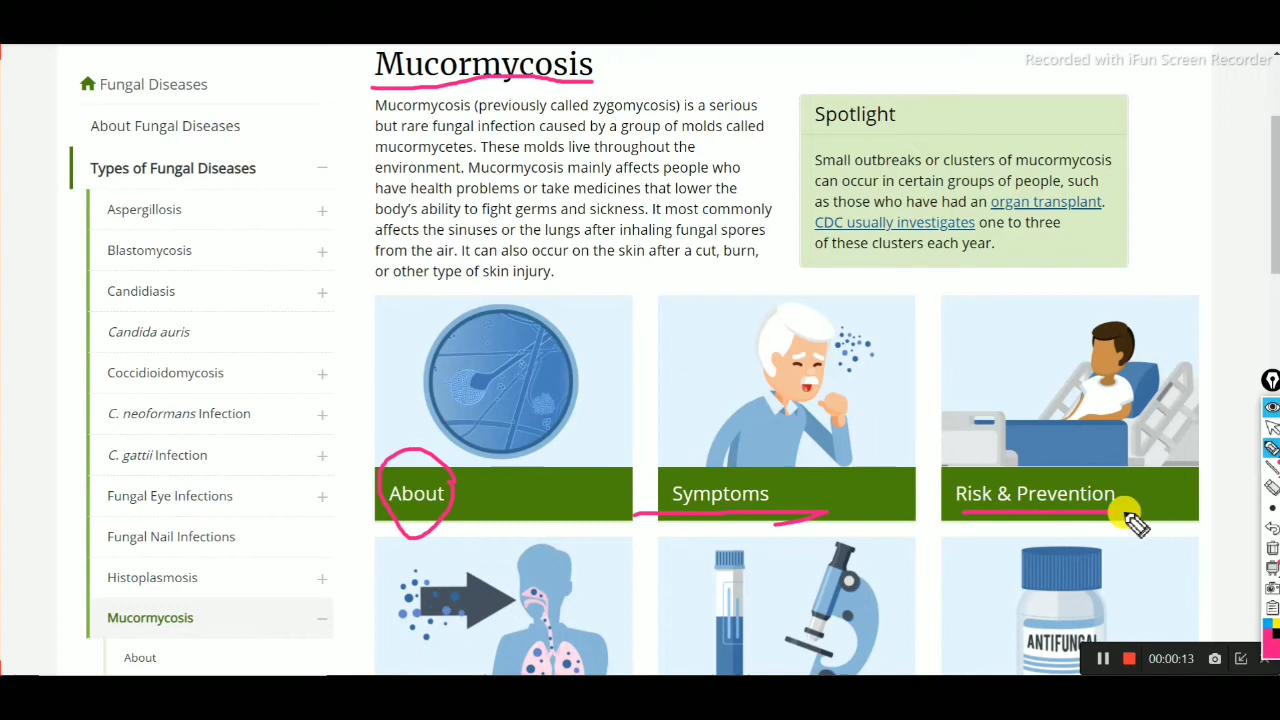 Mucormycosis
Recorded with iFun Screen Recorder
Fungal Diseases
About Fungal Diseases
Types of Fungal Diseases
Aspergillosis
Blastomycosis
Candidiasis
Candida auris
Coccidioidomycosis
C. neoformans Infection
C. gattii Infection
Fungal Eye Infections
Fungal Nail Infections
Histoplasmosis
Mucormycosis
About
Mucormycosis (previously called zygomycosis) is a serious
but rare fungal infection caused by a group of molds called
mucormycetes. These molds live throughout the
environment. Mucormycosis mainly affects people who
have health problems or take medicines that lower the
body's ability to fight germs and sickness. It most commonly
affects the sinuses or the lungs after inhaling fungal spores
from the air. It can also occur on the skin after a cut, burn,
or other type of skin injury.
Spotlight
Small outbreaks or clusters of mucormycosis
can occur in certain groups of people, such
as those who have had an organ transplant.
CDC usually investigates one to three
of these clusters each year.
About
Symptoms
Risk & Prevention
ANTIFUNGAL
00:00:13